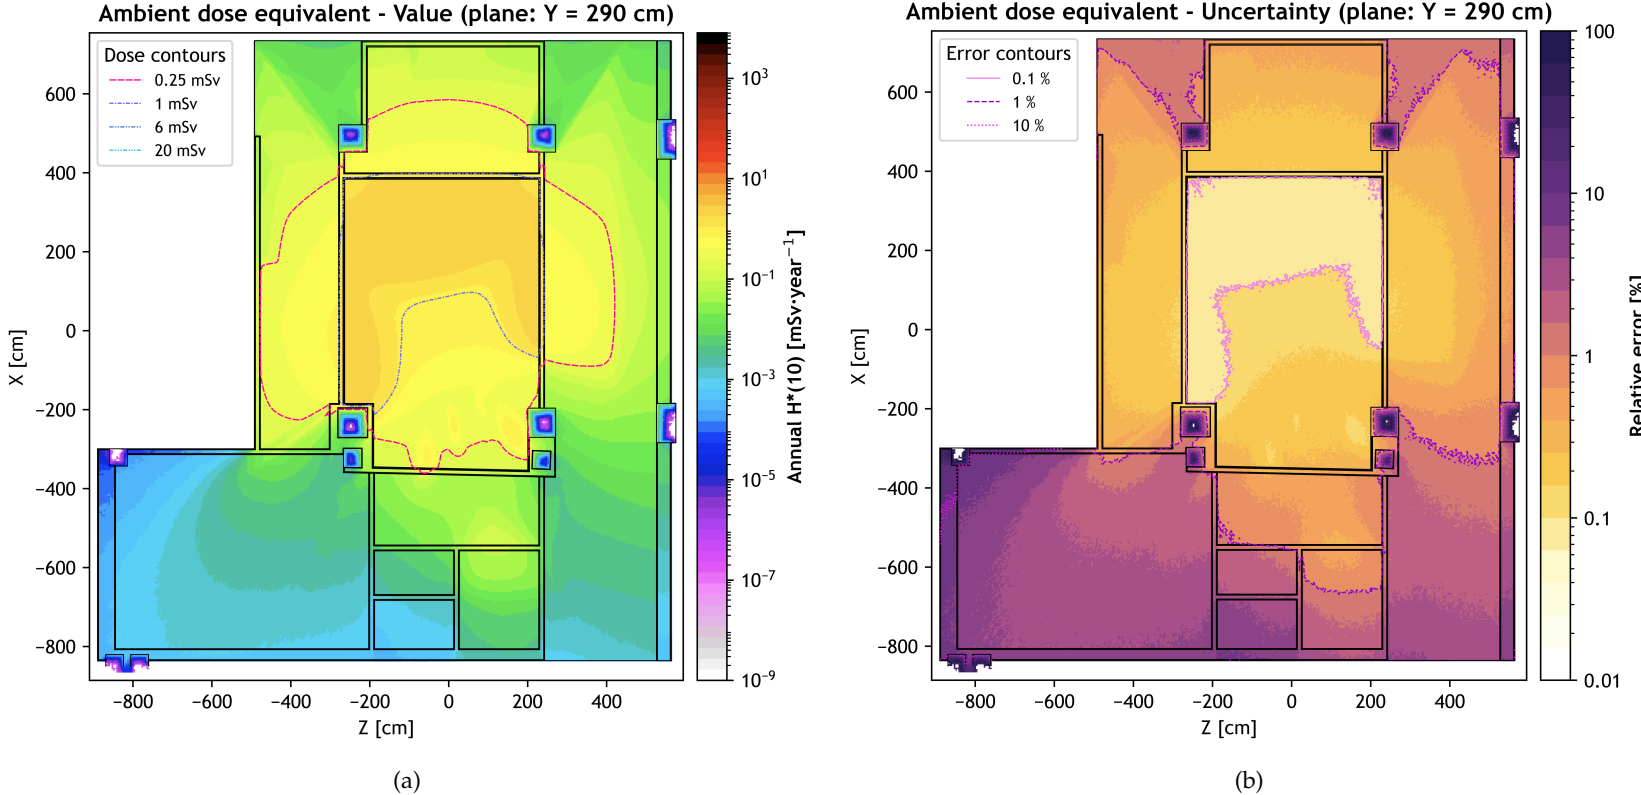 Ambient dose equivalent - Value (plane: Y = 290 cm)
Dose contours
0.25 mSv
1 mSv
6 mSv
20 mSv
600
400
200
0
−200
−400
−600
−800
X [cm]
−800 −600 −400 −200 0 200 400
Z [cm]
10³
10¹
10⁻¹
10⁻³
10⁻⁵
10⁻⁷
10⁻⁹
Annual H*(10) [mSv·year⁻¹]
(a)
Ambient dose equivalent - Uncertainty (plane: Y = 290 cm)
Error contours
0.1 %
1 %
10 %
600
400
200
0
−200
−400
−600
−800
X [cm]
−800 −600 −400 −200 0 200 400
Z [cm]
100
10
1
0.1
0.01
Relative error [%]
(b)